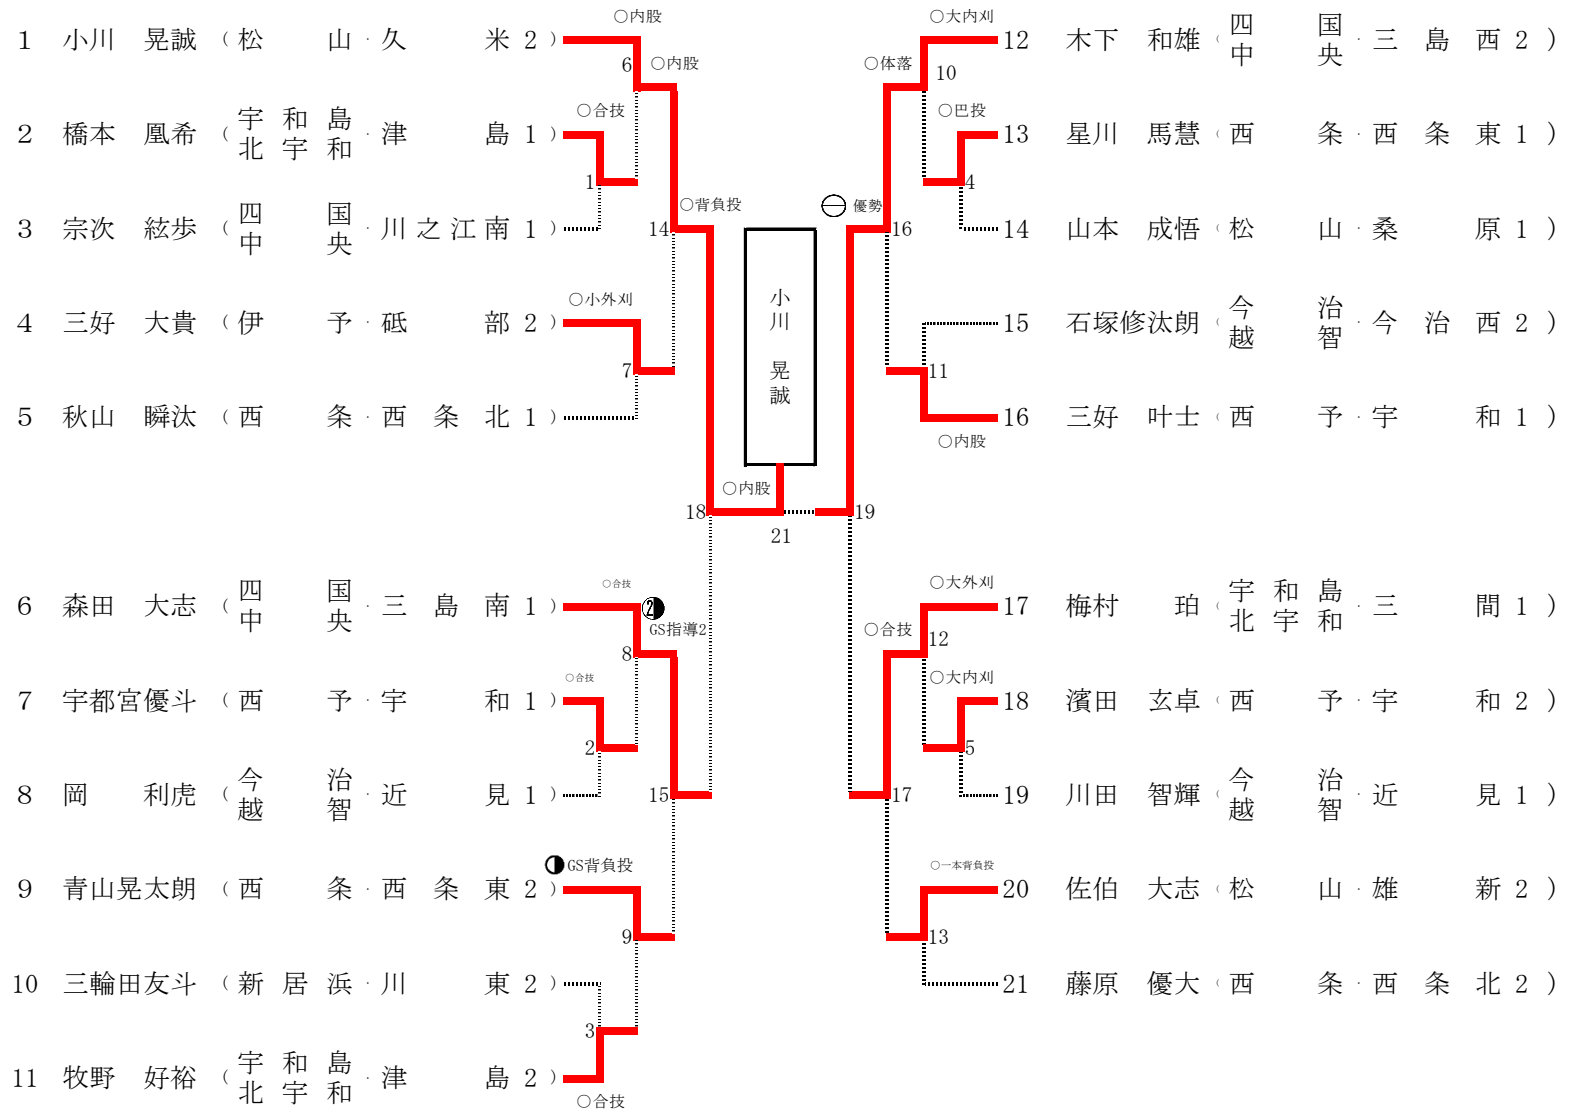 ○内股
○大内刈
1 小川 晃誠 (松山・久米2)
12 木下 和雄 (四国中央・三島西2)
6
○内股
○体落
10
○合技
○巴投
2 橋本 凰希 (宇和島北宇和・津島1)
13 星川 馬慧 (西条・西条東1)
1
4
○背負投
優勢
3 宗次 絃歩 (四国中央・川之江南1)
14
16
14 山本 成悟 (松山・桑原1)
小川 晃誠
○小外刈
4 三好 大貴 (伊予・砥部2)
15 石塚修汰朗 (今治越智・今治西2)
7
11
5 秋山 瞬汰 (西条・西条北1)
16 三好 叶士 (西予・宇和1)
○内股
○内股
18
19
21
○合技
○大外刈
6 森田 大志 (四国中央・三島南1)
2
17 梅村 珀 (宇和島北宇和・三間1)
GS指導2
○合技
8
12
○合技
○大内刈
7 宇都宮優斗 (西予・宇和1)
18 濱田 玄卓 (西予・宇和2)
2
5
8 岡 利虎 (今治越智・近見1)
15
17
19 川田 智輝 (今治越智・近見1)
GS背負投
○一本背負投
9 青山晃太朗 (西条・西条東2)
20 佐伯 大志 (松山・雄新2)
9
13
10 三輪田友斗 (新居浜・川東2)
21 藤原 優大 (西条・西条北2)
3
11 牧野 好裕 (宇和島北宇和・津島2)
○合技